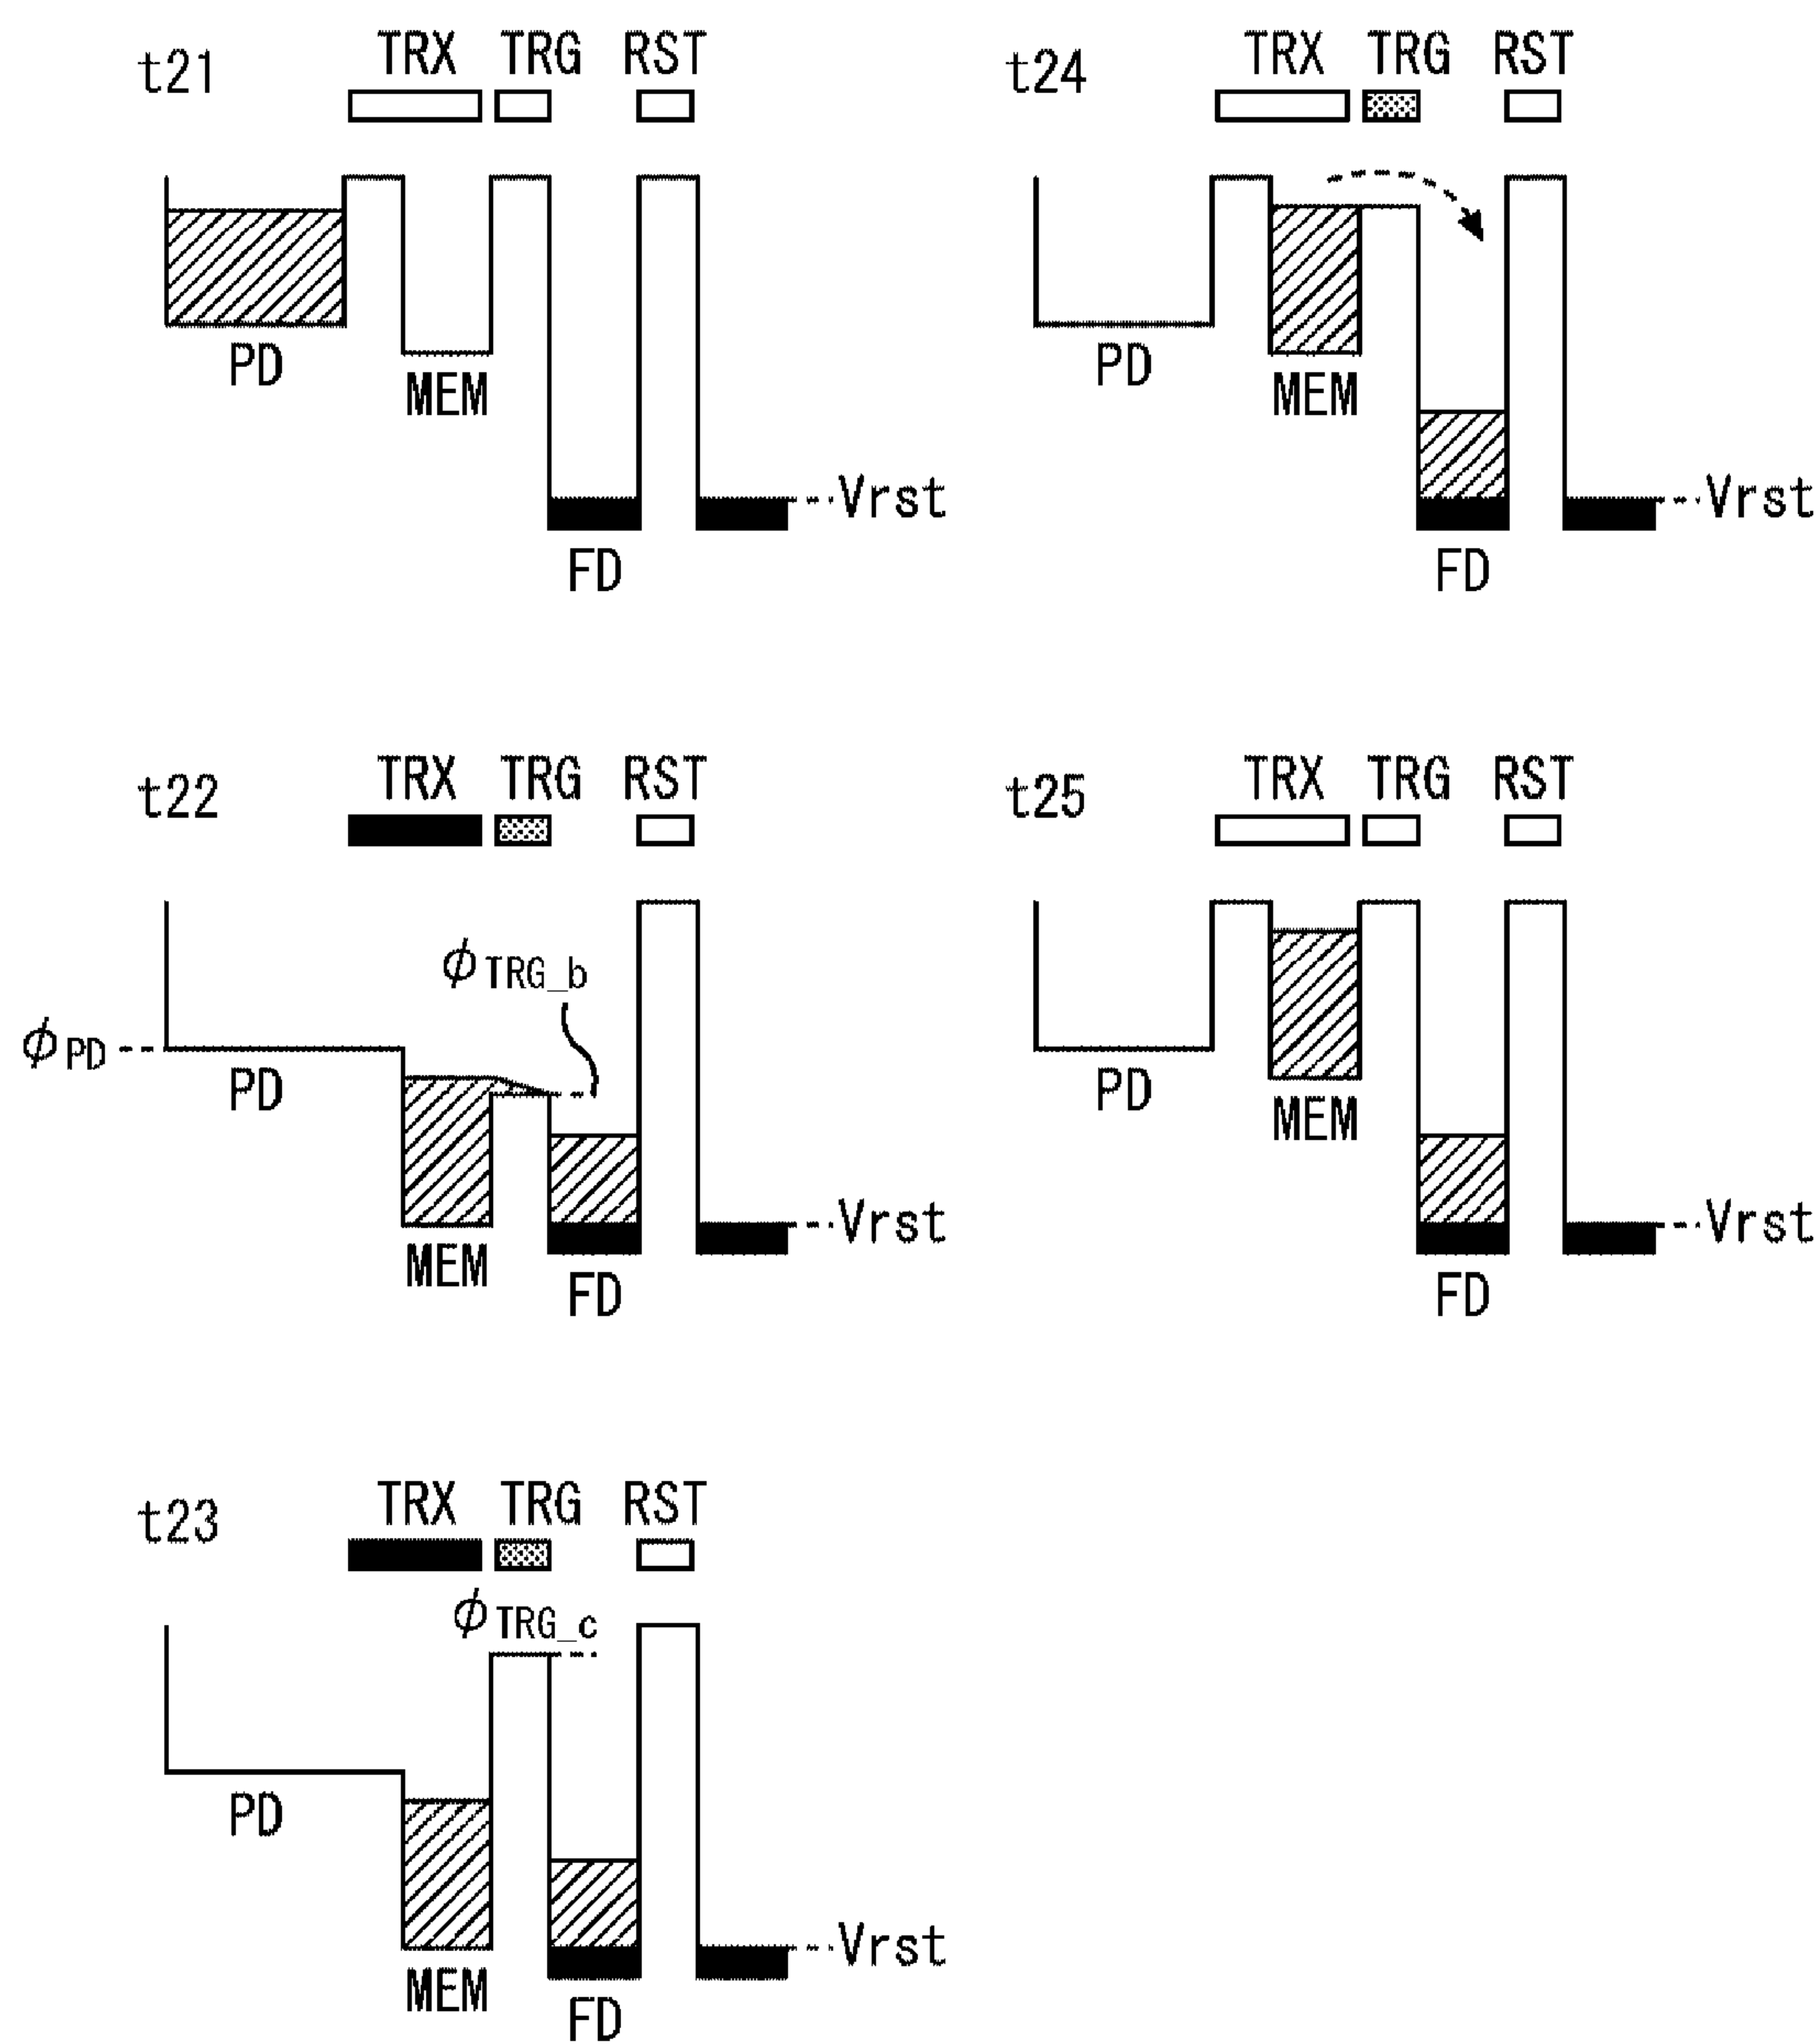 t21 TRX TRG RST
PD
MEM
Vrst
FD
t24 TRX TRG RST
PD
MEM
Vrst
FD
t22 TRX TRG RST
ϕTRG_b
ϕPD
PD
Vrst
MEM
FD
t25 TRX TRG RST
PD
MEM
Vrst
FD
t23 TRX TRG RST
ϕTRG_c
PD
Vrst
MEM
FD